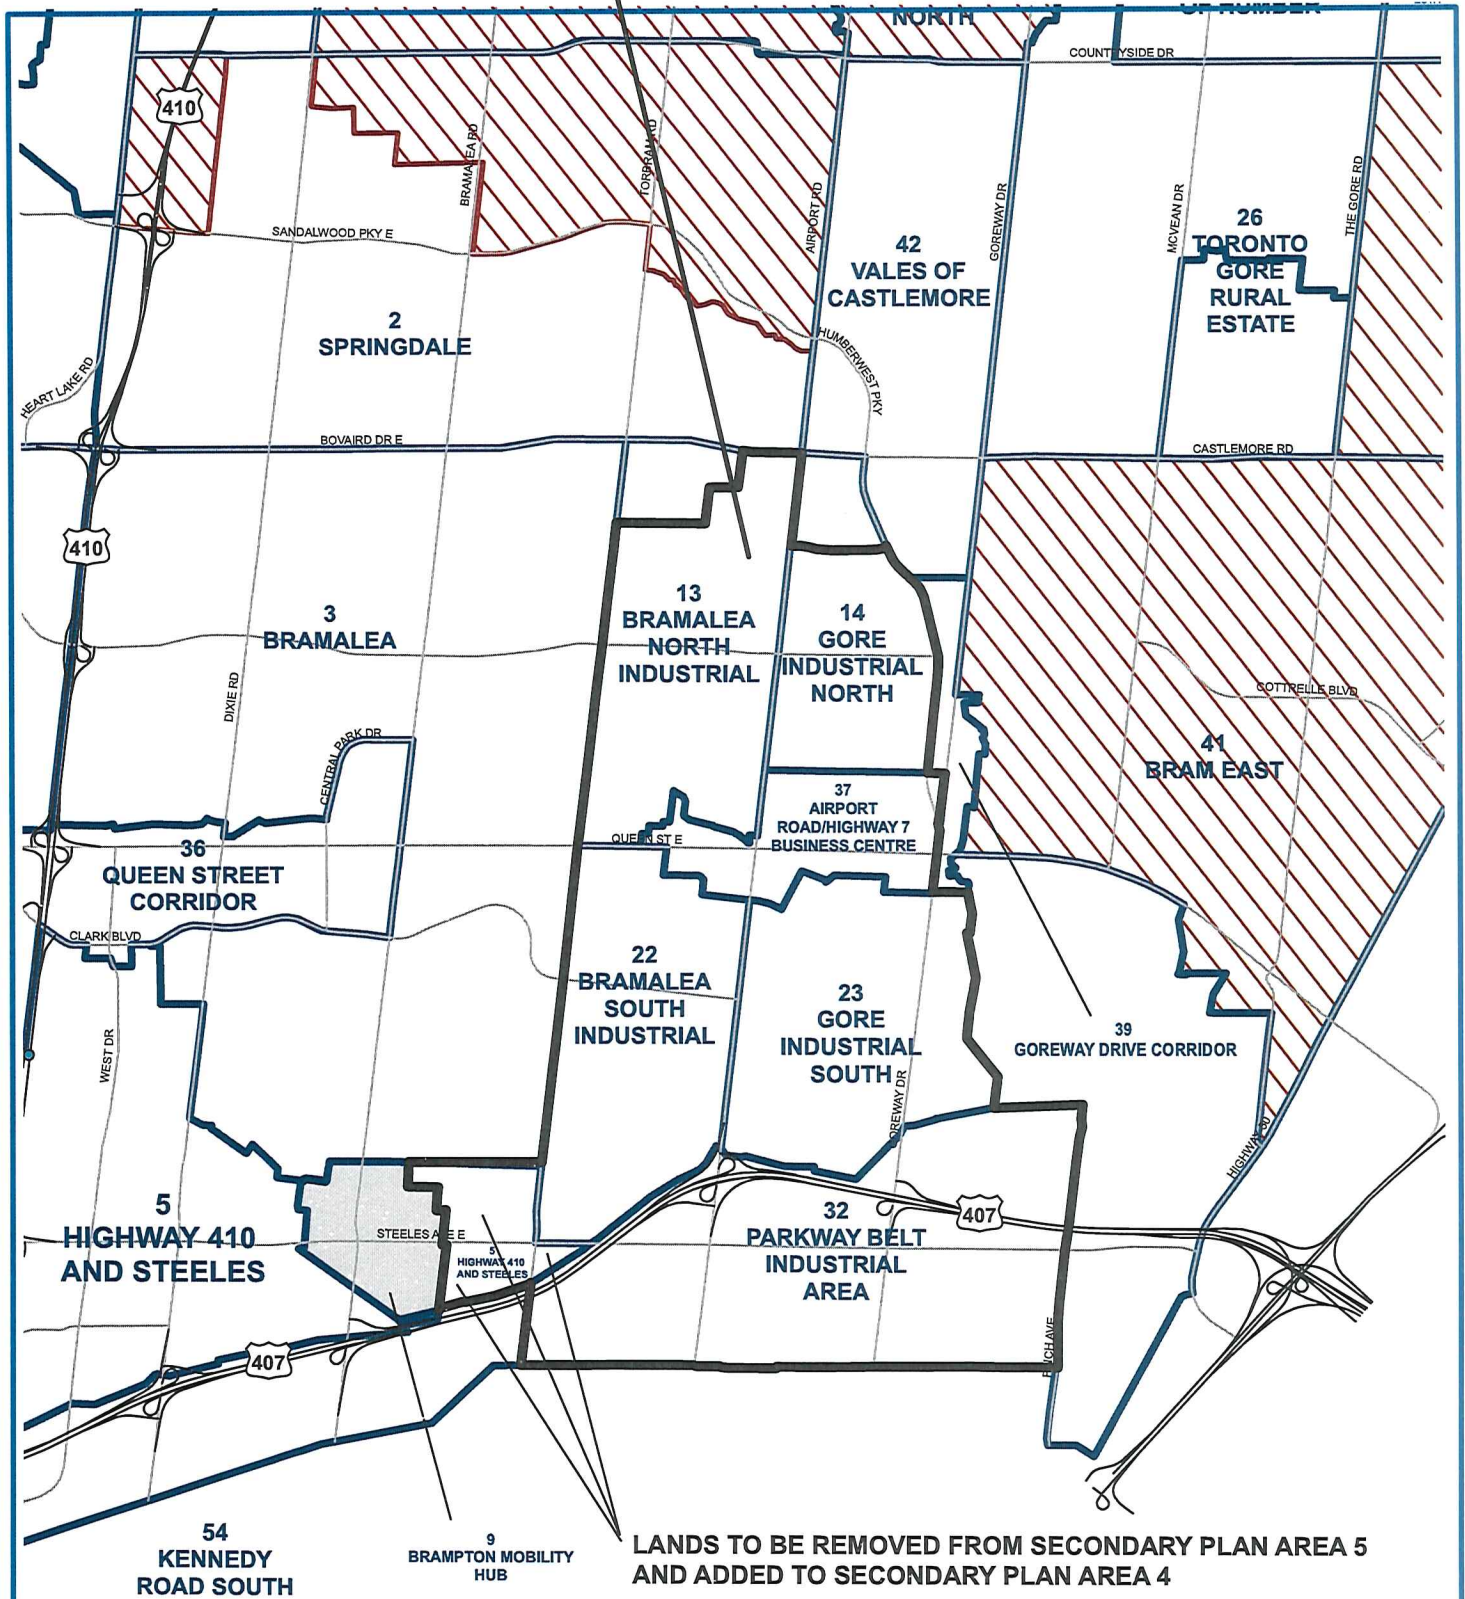 NORTH
OF HUMBER
COUNTRYSIDE DR
410
BRAMALEA RD
TORBRAM RD
AIRPORT RD
GOREWAY DR
MCVEAN DR
THE GORE RD
SANDALWOOD PKY E
42
VALES OF
CASTLEMORE
26
TORONTO
GORE
RURAL
ESTATE
2
SPRINGDALE
HEART LAKE RD
HUMBERWEST PKY
BOVAIRD DR E
CASTLEMORE RD
410
3
BRAMALEA
13
BRAMALEA
NORTH
INDUSTRIAL
14
GORE
INDUSTRIAL
NORTH
DIXIE RD
COTTRELLE BLVD
CENTRAL PARK DR
41
BRAM EAST
37
AIRPORT
ROAD/HIGHWAY 7
BUSINESS CENTRE
QUEEN ST E
36
QUEEN STREET
CORRIDOR
CLARK BLVD
22
BRAMALEA
SOUTH
INDUSTRIAL
23
GORE
INDUSTRIAL
SOUTH
39
GOREWAY DRIVE CORRIDOR
WEST DR
OREWAY DR
HIGHWAY 50
5
HIGHWAY 410
AND STEELES
STEELES AVE E
5
HIGHWAY 410
AND STEELES
32
PARKWAY BELT
INDUSTRIAL
AREA
407
407
FINCH AVE
54
KENNEDY
ROAD SOUTH
9
BRAMPTON MOBILITY
HUB
LANDS TO BE REMOVED FROM SECONDARY PLAN AREA 5
AND ADDED TO SECONDARY PLAN AREA 4